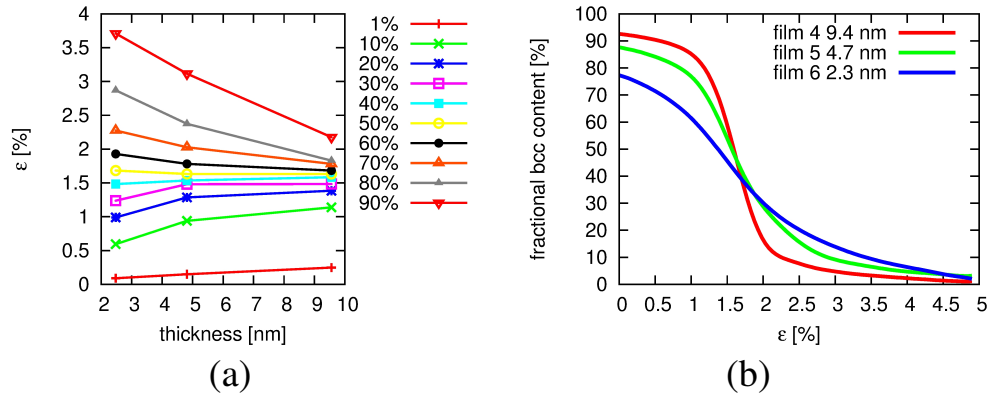 4
3.5
3
2.5
2
1.5
1
0.5
0
ε [%]
2 3 4 5 6 7 8 9 10
thickness [nm]
1%
10%
20%
30%
40%
50%
60%
70%
80%
90%
(a)
100
90
80
70
60
50
40
30
20
10
0
fractional bcc content [%]
film 4 9.4 nm
film 5 4.7 nm
film 6 2.3 nm
0 0.5 1 1.5 2 2.5 3 3.5 4 4.5 5
ε [%]
(b)